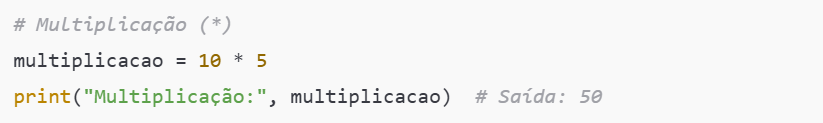 # Multiplicação (*)
multiplicacao = 10 * 5
print("Multiplicação:", multiplicacao)  # Saída: 50